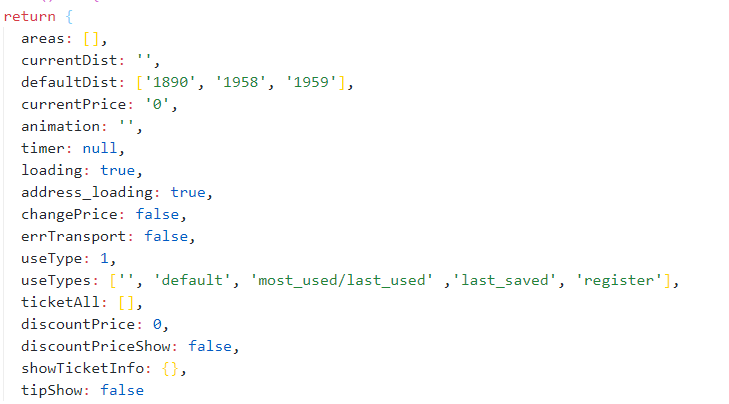 return {
areas: [],
currentDist: '',
defaultDist: ['1890', '1958', '1959'],
currentPrice: '0',
animation: '',
timer: null,
loading: true,
address_loading: true,
changePrice: false,
errTransport: false,
useType: 1,
useTypes: ['', 'default', 'most_used/last_used' ,'last_saved', 'register'],
ticketAll: [],
discountPrice: 0,
discountPriceShow: false,
showTicketInfo: {},
tipShow: false